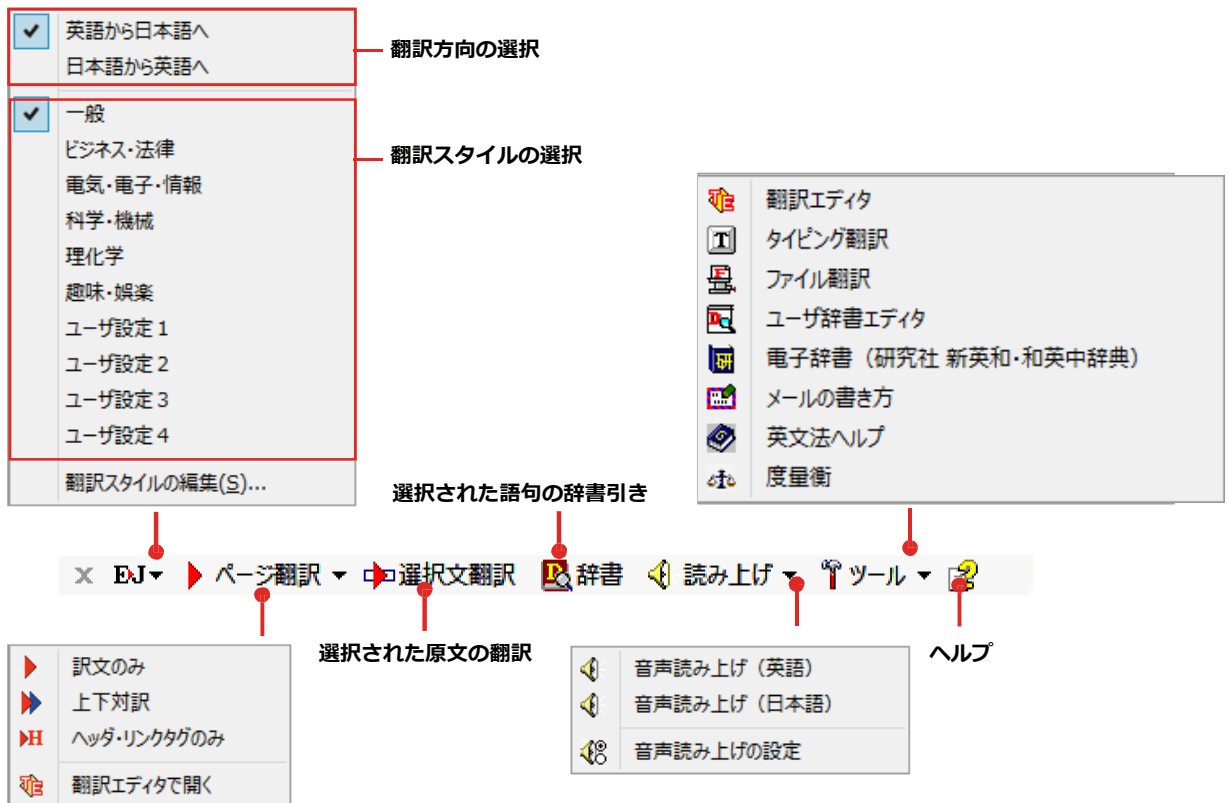 英語から日本語へ
日本語から英語へ
翻訳方向の選択
一般
ビジネス・法律
電気・電子・情報
科学・機械
理化学
趣味・娯楽
ユーザ設定1
ユーザ設定2
ユーザ設定3
ユーザ設定4
翻訳スタイルの編集(S)...
翻訳スタイルの選択
翻訳エディタ
タイピング翻訳
ファイル翻訳
ユーザ辞書エディタ
電子辞書（研究社 新英和・和英中辞典）
メールの書き方
英文法ヘルプ
度量衡
選択された語句の辞書引き
x EJ ページ翻訳 選択文翻訳 辞書 読み上げ ツール
選択された原文の翻訳
ヘルプ
訳文のみ
上下対訳
H ヘッダ・リンクタグのみ
翻訳エディタで開く
音声読み上げ（英語）
音声読み上げ（日本語）
音声読み上げの設定